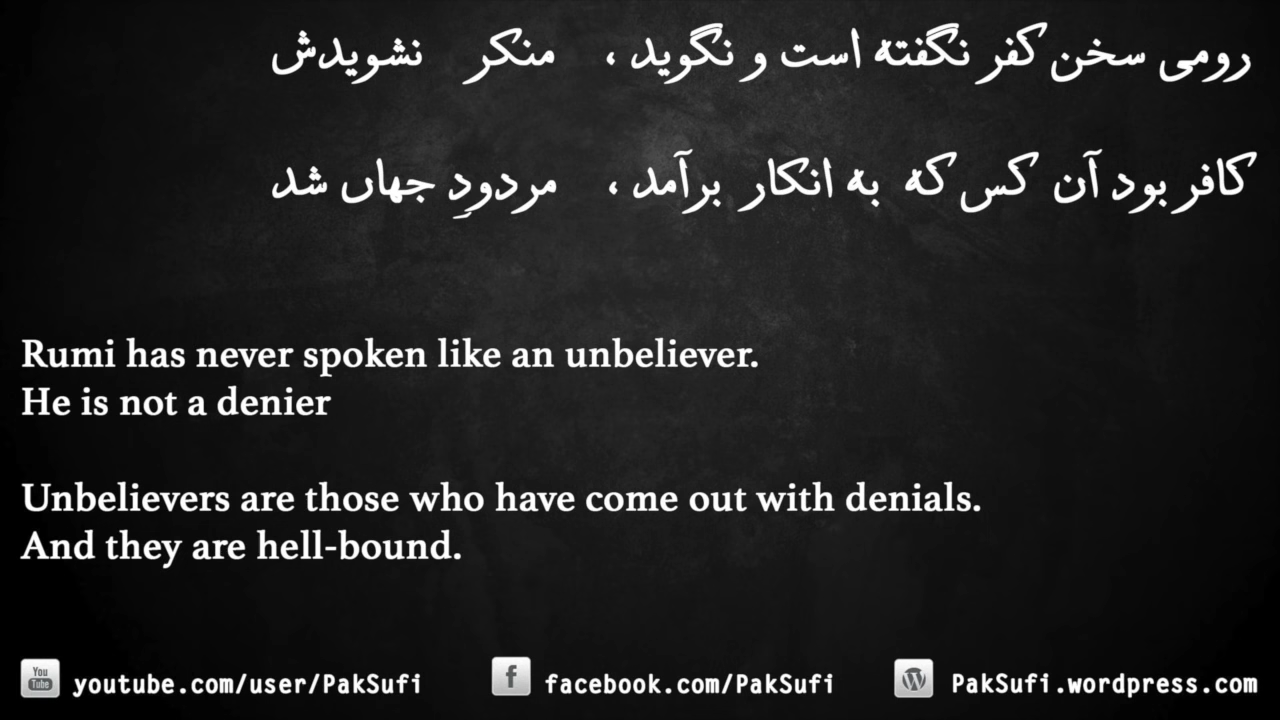 رومی سخن کفر نگفته است و نگوید ، منکر نشویدش
کافر بود آن کس که به انکار برآمد ، مردودِ جهاں شد
Rumi has never spoken like an unbeliever.
He is not a denier
Unbelievers are those who have come out with denials.
And they are hell-bound.
You Tube youtube.com/user/PakSufi f facebook.com/PakSufi W PakSufi.wordpress.com